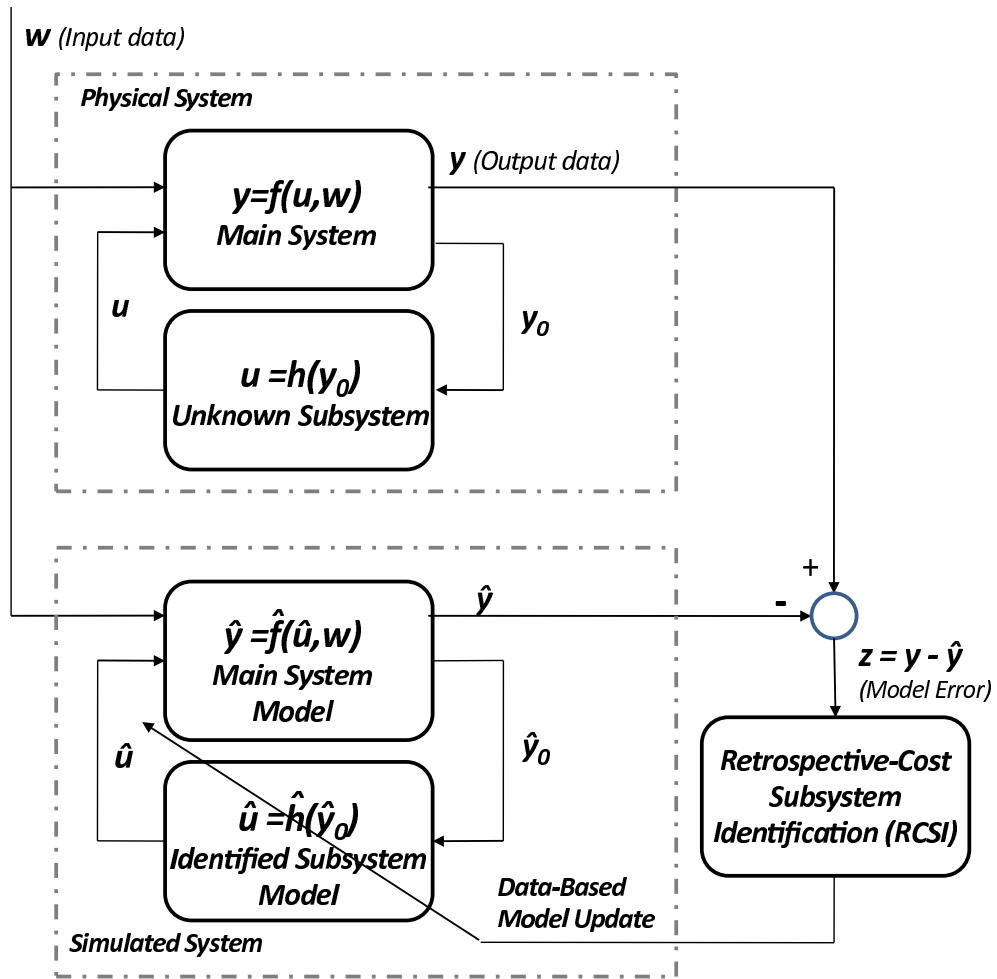 w (Input data)
Physical System
y=f(u,w)
Main System
y (Output data)
u
y₀
u =h(y₀)
Unknown Subsystem
ŷ =f̂(û,w)
Main System
Model
ŷ
+
-
z = y - ŷ
(Model Error)
û
ŷ₀
û =ĥ(ŷ₀)
Identified Subsystem
Model
Retrospective-Cost
Subsystem
Identification (RCSI)
Data-Based
Model Update
Simulated System